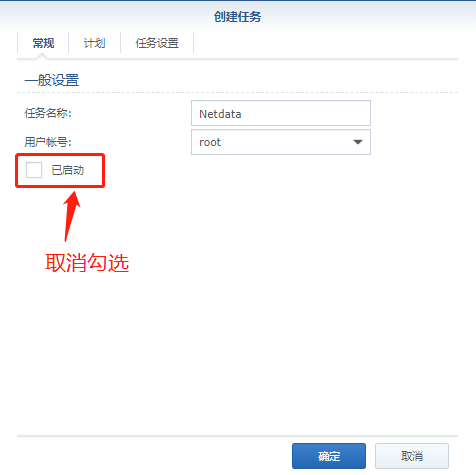 创建任务
常规 计划 任务设置
一般设置
任务名称: Netdata
用户帐号: root
已启动
取消勾选
确定 取消